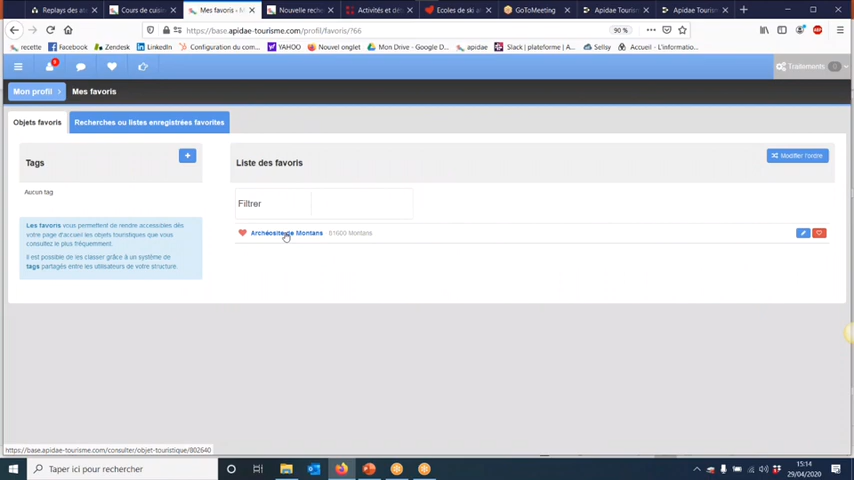 Replays des ate
Cours de cuisin
Mes favoris - M
Nouvelle reche
Activités et dét
Ecoles de ski al
GoToMeeting
Apidae Touris
Apidae Touris
https://base.apidae-tourisme.com/profil/favoris/?66
90 %
recette
Facebook
Zendesk
LinkedIn
Configuration du com...
YAHOO
Nouvel onglet
Mon Drive - Google D...
apidae
Slack | plateforme | A...
Sellsy
Accueil - L'informatio...
Traitements
0
Mon profil
Mes favoris
Objets favoris
Recherches ou listes enregistrées favorites
Tags
+
Aucun tag
Les favoris vous permettent de rendre accessibles dès
votre page d'accueil les objets touristiques que vous
consultez le plus fréquemment.
Il est possible de les classer grâce à un système de
tags partagés entre les utilisateurs de votre structure.
Liste des favoris
Modifier l'ordre
Filtrer
Archéosite de Montans - 81600 Montans
https://base.apidae-tourisme.com/consulter/objet-touristique/802640
Taper ici pour rechercher
15:14
29/04/2020